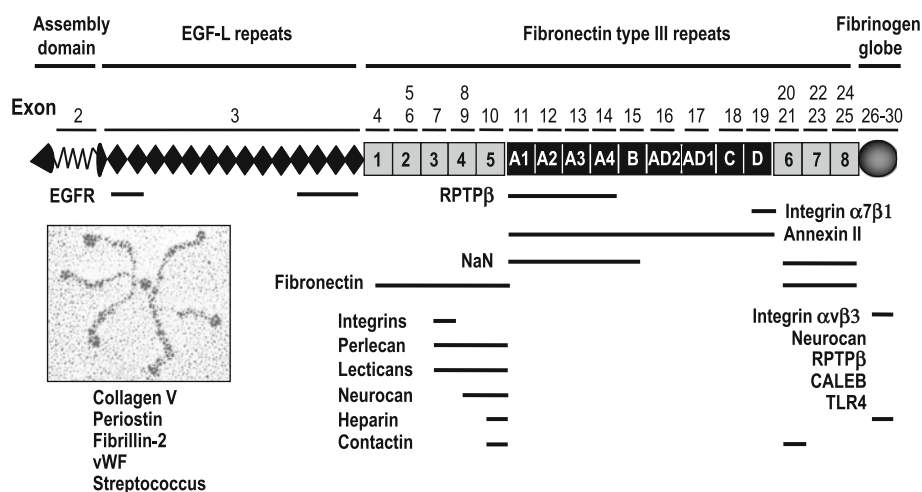 Assembly domain
EGF-L repeats
Fibronectin type III repeats
Fibrinogen globe
Exon 2 3 4 5 6 7 8 9 10 11 12 13 14 15 16 17 18 19 20 21 22 23 24 25 26-30
1 2 3 4 5 A1 A2 A3 A4 B AD2 AD1 C D 6 7 8
EGFR
RPTPβ
Integrin α7β1
Annexin II
NaN
Fibronectin
Integrins
Integrin αvβ3
Perlecan
Neurocan
Lecticans
RPTPβ
Neurocan
CALEB
Heparin
TLR4
Contactin
Collagen V
Periostin
Fibrillin-2
vWF
Streptococcus